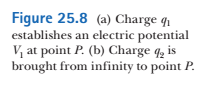 Figure 25.8 (a) Charge q₁
establishes an electric potential
V₁ at point P. (b) Charge q₂ is
brought from infinity to point P.